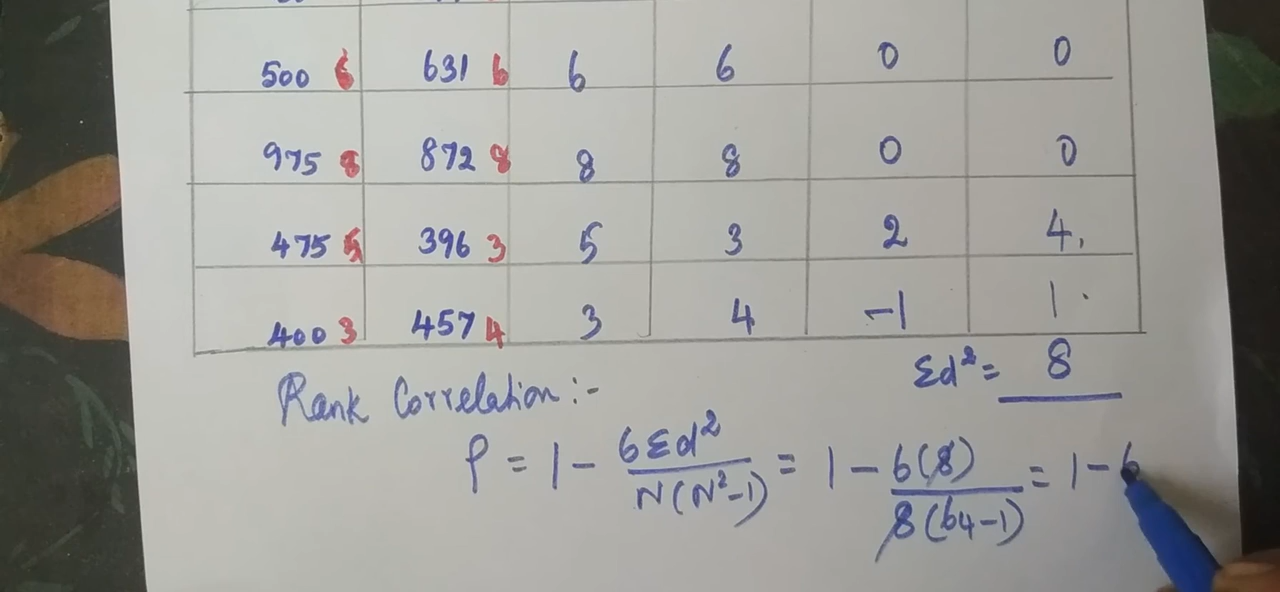 500 6 631 6 6 6 0 0
975 8 872 8 8 8 0 0
475 5 396 3 5 3 2 4.
400 3 457 4 3 4 -1 1.
Σd² = 8
Rank Correlation :-
ρ = 1 - 6Σd² / N(N²-1) = 1 - 6(8) / 8(64-1) = 1 - 6